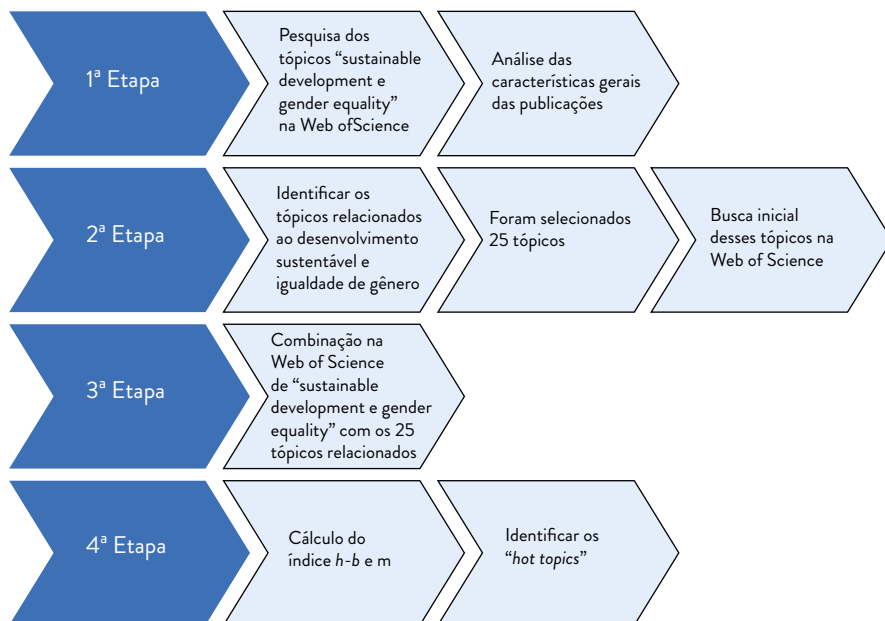 1ª Etapa
Pesquisa dos
tópicos “sustainable
development e
gender equality”
na Web ofScience
Análise das
características gerais
das publicações
2ª Etapa
Identificar os
tópicos relacionados
ao desenvolvimento
sustentável e
igualdade de gênero
Foram selecionados
25 tópicos
Busca inicial
desses tópicos na
Web of Science
3ª Etapa
Combinação na
Web of Science
de “sustainable
development e gender
equality” com os 25
tópicos relacionados
4ª Etapa
Cálculo do
índice h-b e m
Identificar os
“hot topics”